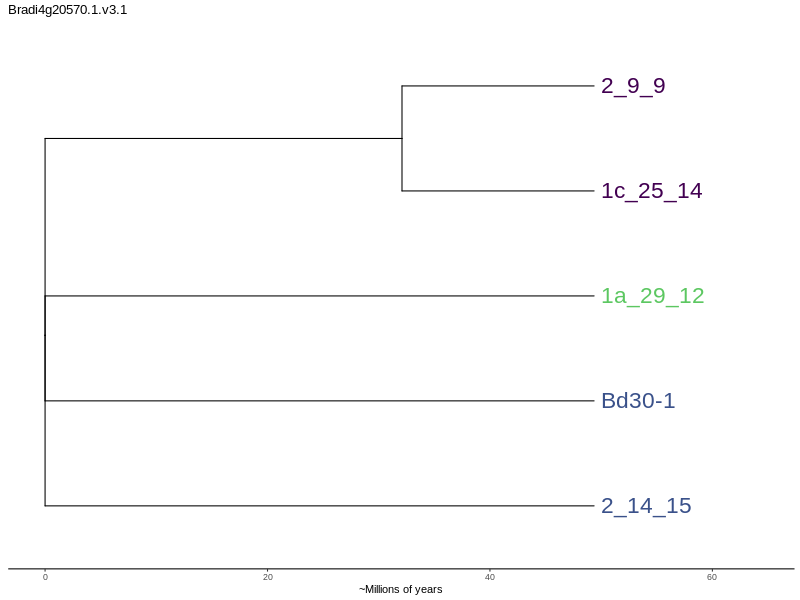 Bradi4g20570.1.v3.1
2_9_9
1c_25_14
1a_29_12
Bd30-1
2_14_15
0 20 40 60
~Millions of years